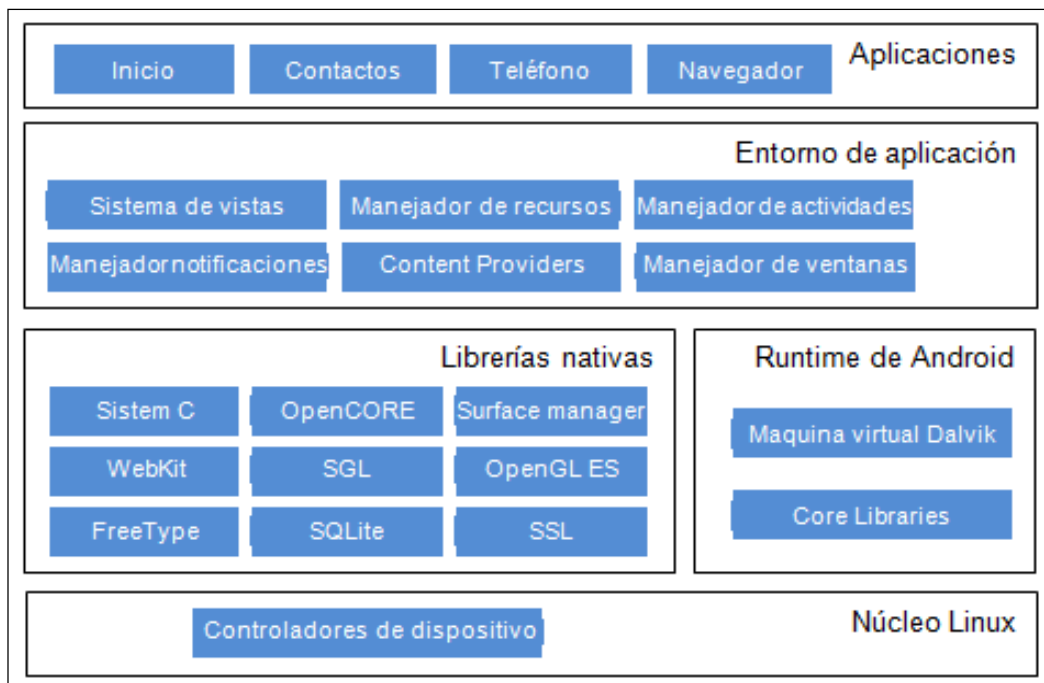 Aplicaciones
Inicio
Contactos
Teléfono
Navegador
Entorno de aplicación
Sistema de vistas
Manejador de recursos
Manejador de actividades
Manejador notificaciones
Content Providers
Manejador de ventanas
Librerías nativas
Sistem C
OpenCORE
Surface manager
WebKit
SGL
OpenGL ES
FreeType
SQLite
SSL
Runtime de Android
Maquina virtual Dalvik
Core Libraries
Núcleo Linux
Controladores de dispositivo